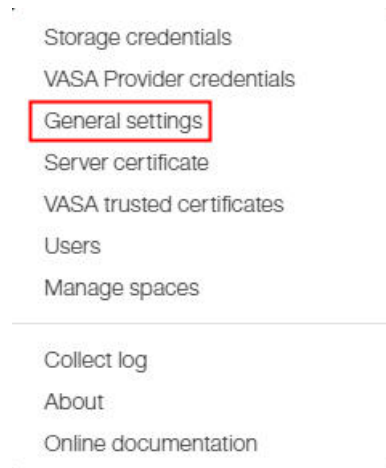 Storage credentials
VASA Provider credentials
General settings
Server certificate
VASA trusted certificates
Users
Manage spaces
Collect log
About
Online documentation